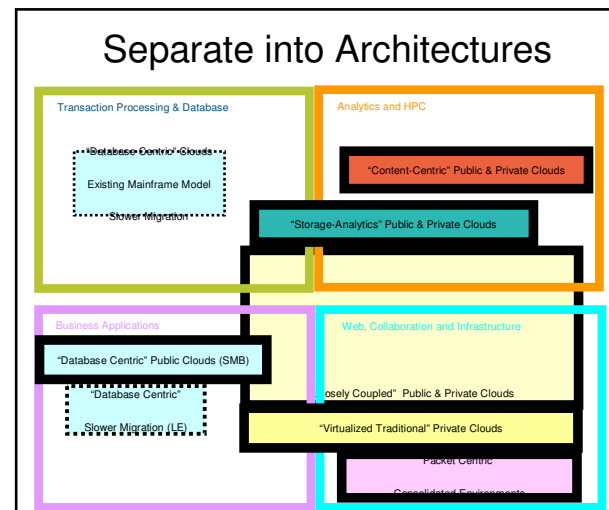 Separate into Architectures
Transaction Processing & Database
Analytics and HPC
"Database Centric" Clouds
Existing Mainframe Model
Slower Migration
"Content-Centric" Public & Private Clouds
"Storage-Analytics" Public & Private Clouds
Business Applications
Web, Collaboration and Infrastructure
"Database Centric" Public Clouds (SMB)
"Database Centric"
Slower Migration (LE)
osely Coupled" Public & Private Clouds
"Virtualized Traditional" Private Clouds
Packet Centric
Consolidated Environments